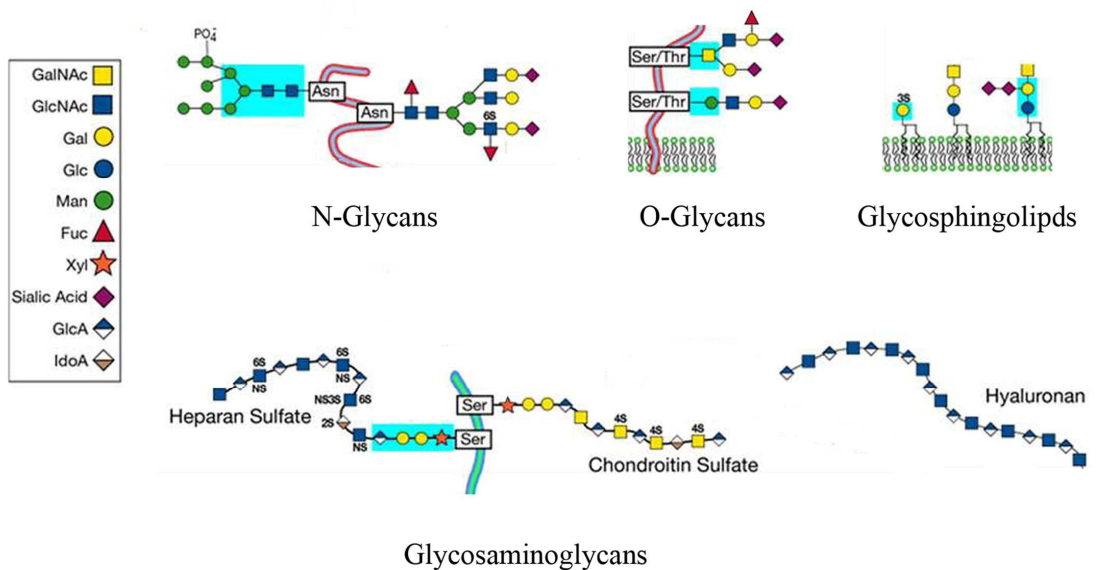 GalNAc
GlcNAc
Gal
Glc
Man
Fuc
Xyl
Sialic Acid
GlcA
IdoA
PO₄⁻
Asn
Asn
6S
N-Glycans
Ser/Thr
Ser/Thr
O-Glycans
3S
Glycosphingolipds
6S
6S
NS
NS
NS3S
6S
2S
NS
Heparan Sulfate
Ser
Ser
4S
4S
4S
Chondroitin Sulfate
Hyaluronan
Glycosaminoglycans